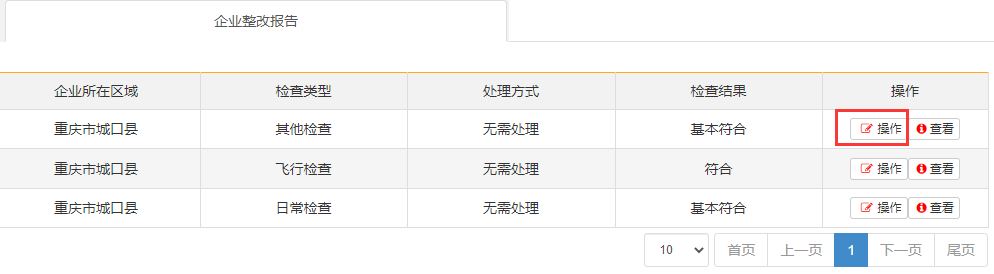 企业整改报告
企业所在区域 检查类型 处理方式 检查结果 操作
重庆市城口县 其他检查 无需处理 基本符合 操作 查看
重庆市城口县 飞行检查 无需处理 符合 操作 查看
重庆市城口县 日常检查 无需处理 基本符合 操作 查看
10 首页 上一页 1 下一页 尾页